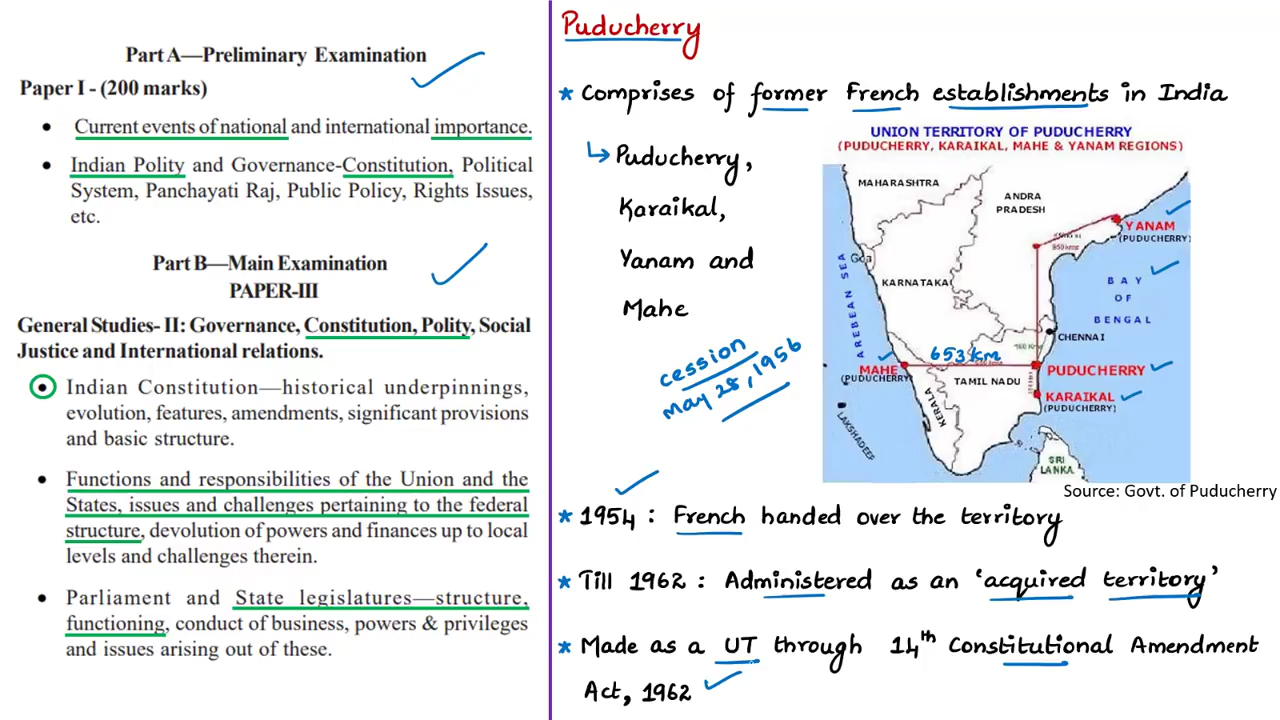 Part A—Preliminary Examination
Paper I - (200 marks)
• Current events of national and international importance.
• Indian Polity and Governance-Constitution, Political
System, Panchayati Raj, Public Policy, Rights Issues,
etc.
Part B—Main Examination
PAPER-III
General Studies- II: Governance, Constitution, Polity, Social
Justice and International relations.
• Indian Constitution—historical underpinnings,
evolution, features, amendments, significant provisions
and basic structure.
• Functions and responsibilities of the Union and the
States, issues and challenges pertaining to the federal
structure, devolution of powers and finances up to local
levels and challenges therein.
• Parliament and State legislatures—structure,
functioning, conduct of business, powers & privileges
and issues arising out of these.
Puducherry
* Comprises of former French establishments in India
↳ Puducherry,
Karaikal,
Yanam and
Mahe
cession
May 28, 1956
UNION TERRITORY OF PUDUCHERRY
(PUDUCHERRY, KARAIKAL, MAHE & YANAM REGIONS)
MAHARASHTRA
ANDRA
PRADESH
YANAM
(PUDUCHERRY)
Goa
KARNATAKA
AREBEAN SEA
BAY
OF
BENGAL
CHENNAI
653 km
MAHE
(PUDUCHERRY)
PUDUCHERRY
TAMIL NADU
KARAIKAL
(PUDUCHERRY)
KERALA
LAKSHADEEP
SRI
LANKA
Source: Govt. of Puducherry
* 1954 : French handed over the territory
* Till 1962 : Administered as an 'acquired territory'
* Made as a UT through 14th Constitutional Amendment
Act, 1962